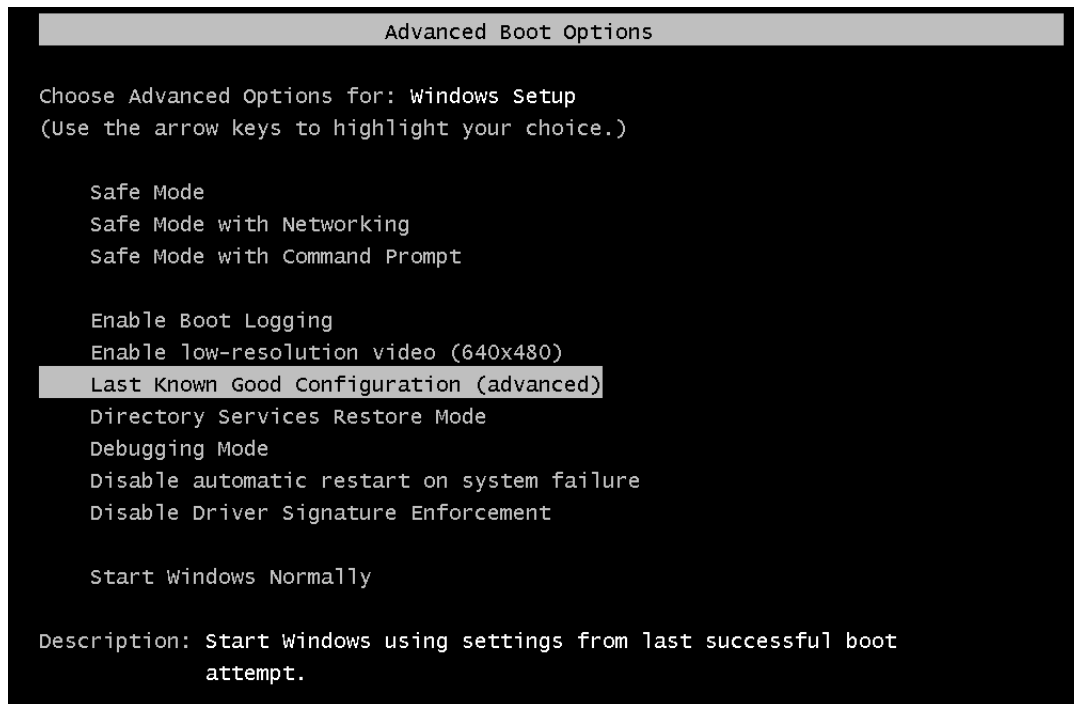 Advanced Boot Options
Choose Advanced Options for: Windows Setup
(Use the arrow keys to highlight your choice.)
Safe Mode
Safe Mode with Networking
Safe Mode with Command Prompt
Enable Boot Logging
Enable low-resolution video (640x480)
Last Known Good Configuration (advanced)
Directory Services Restore Mode
Debugging Mode
Disable automatic restart on system failure
Disable Driver Signature Enforcement
Start Windows Normally
Description: Start Windows using settings from last successful boot
attempt.